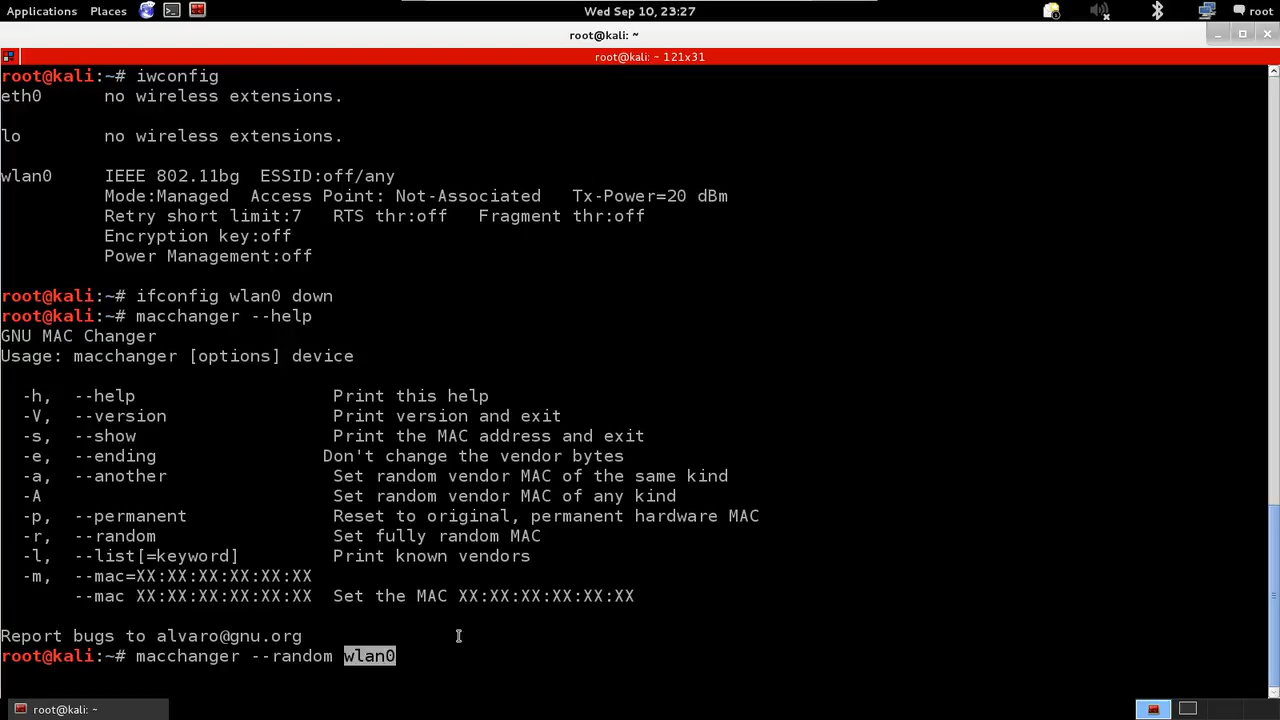 Applications Places Wed Sep 10, 23:27 root
root@kali: ~
root@kali: ~ 121x31
root@kali:~# iwconfig
eth0 no wireless extensions.
lo no wireless extensions.
wlan0 IEEE 802.11bg ESSID:off/any
Mode:Managed Access Point: Not-Associated Tx-Power=20 dBm
Retry short limit:7 RTS thr:off Fragment thr:off
Encryption key:off
Power Management:off
root@kali:~# ifconfig wlan0 down
root@kali:~# macchanger --help
GNU MAC Changer
Usage: macchanger [options] device
-h, --help Print this help
-V, --version Print version and exit
-s, --show Print the MAC address and exit
-e, --ending Don't change the vendor bytes
-a, --another Set random vendor MAC of the same kind
-A Set random vendor MAC of any kind
-p, --permanent Reset to original, permanent hardware MAC
-r, --random Set fully random MAC
-l, --list[=keyword] Print known vendors
-m, --mac=XX:XX:XX:XX:XX:XX
--mac XX:XX:XX:XX:XX:XX Set the MAC XX:XX:XX:XX:XX:XX
Report bugs to alvaro@gnu.org
root@kali:~# macchanger --random wlan0
root@kali: ~